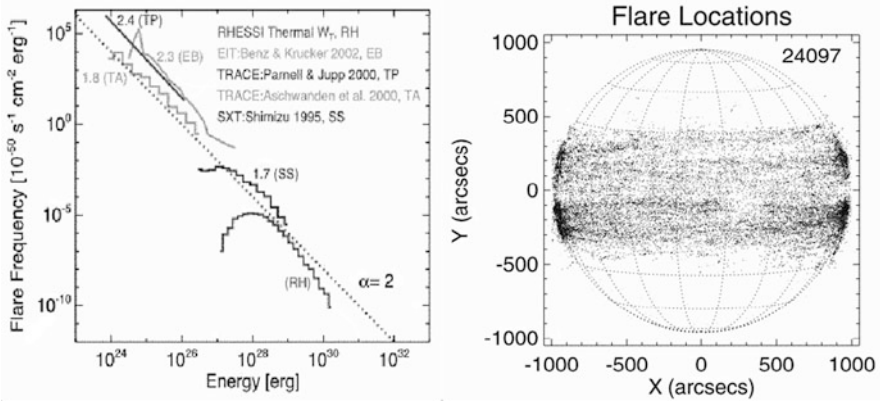 2.4 (TP)
RHESSI Thermal W_T, RH
EIT:Benz & Krucker 2002, EB
TRACE:Parnell & Jupp 2000, TP
TRACE:Aschwanden et al. 2000, TA
SXT:Shimizu 1995, SS
2.3 (EB)
1.8 (TA)
1.7 (SS)
(RH)
α= 2
Flare Frequency [10^-50 s^-1 cm^-2 erg^-1]
10^5
10^0
10^-5
10^-10
10^24
10^26
10^28
10^30
10^32
Energy [erg]
Flare Locations
24097
Y (arcsecs)
1000
500
0
-500
-1000
-1000
-500
0
500
1000
X (arcsecs)